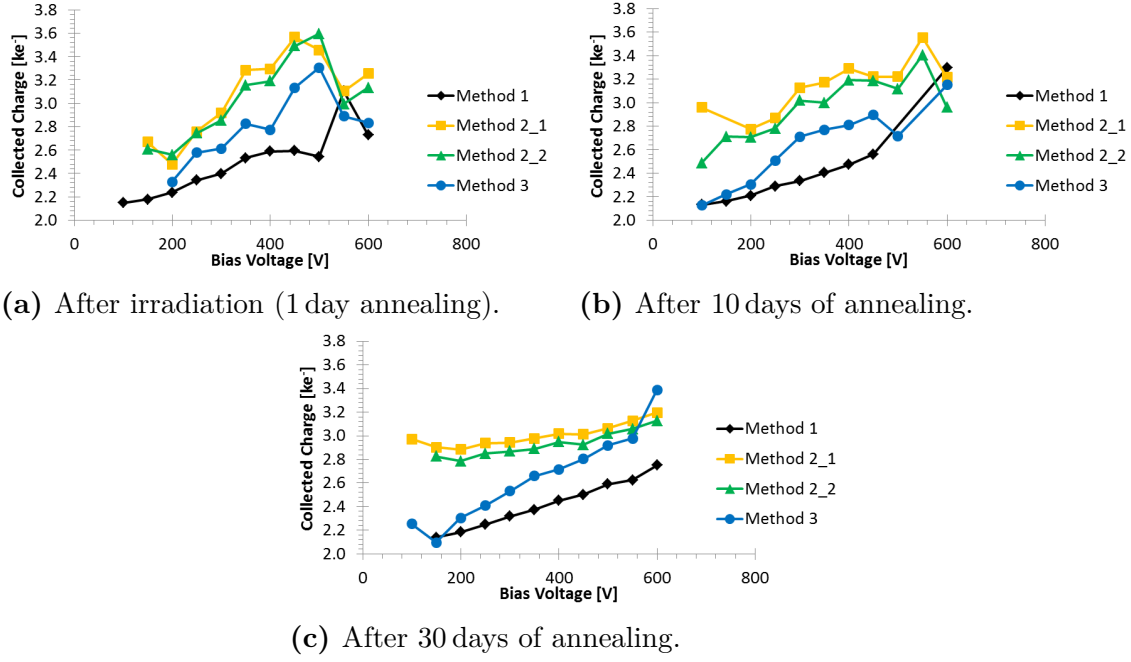 3.8
3.6
3.4
3.2
3.0
2.8
2.6
2.4
2.2
2.0
Collected Charge [ke-]
0 200 400 600 800
Bias Voltage [V]
Method 1
Method 2_1
Method 2_2
Method 3
(a) After irradiation (1 day annealing).
3.8
3.6
3.4
3.2
3.0
2.8
2.6
2.4
2.2
2.0
Collected Charge [ke-]
0 200 400 600 800
Bias Voltage [V]
Method 1
Method 2_1
Method 2_2
Method 3
(b) After 10 days of annealing.
3.8
3.6
3.4
3.2
3.0
2.8
2.6
2.4
2.2
2.0
Collected Charge [ke-]
0 200 400 600 800
Bias Voltage [V]
Method 1
Method 2_1
Method 2_2
Method 3
(c) After 30 days of annealing.